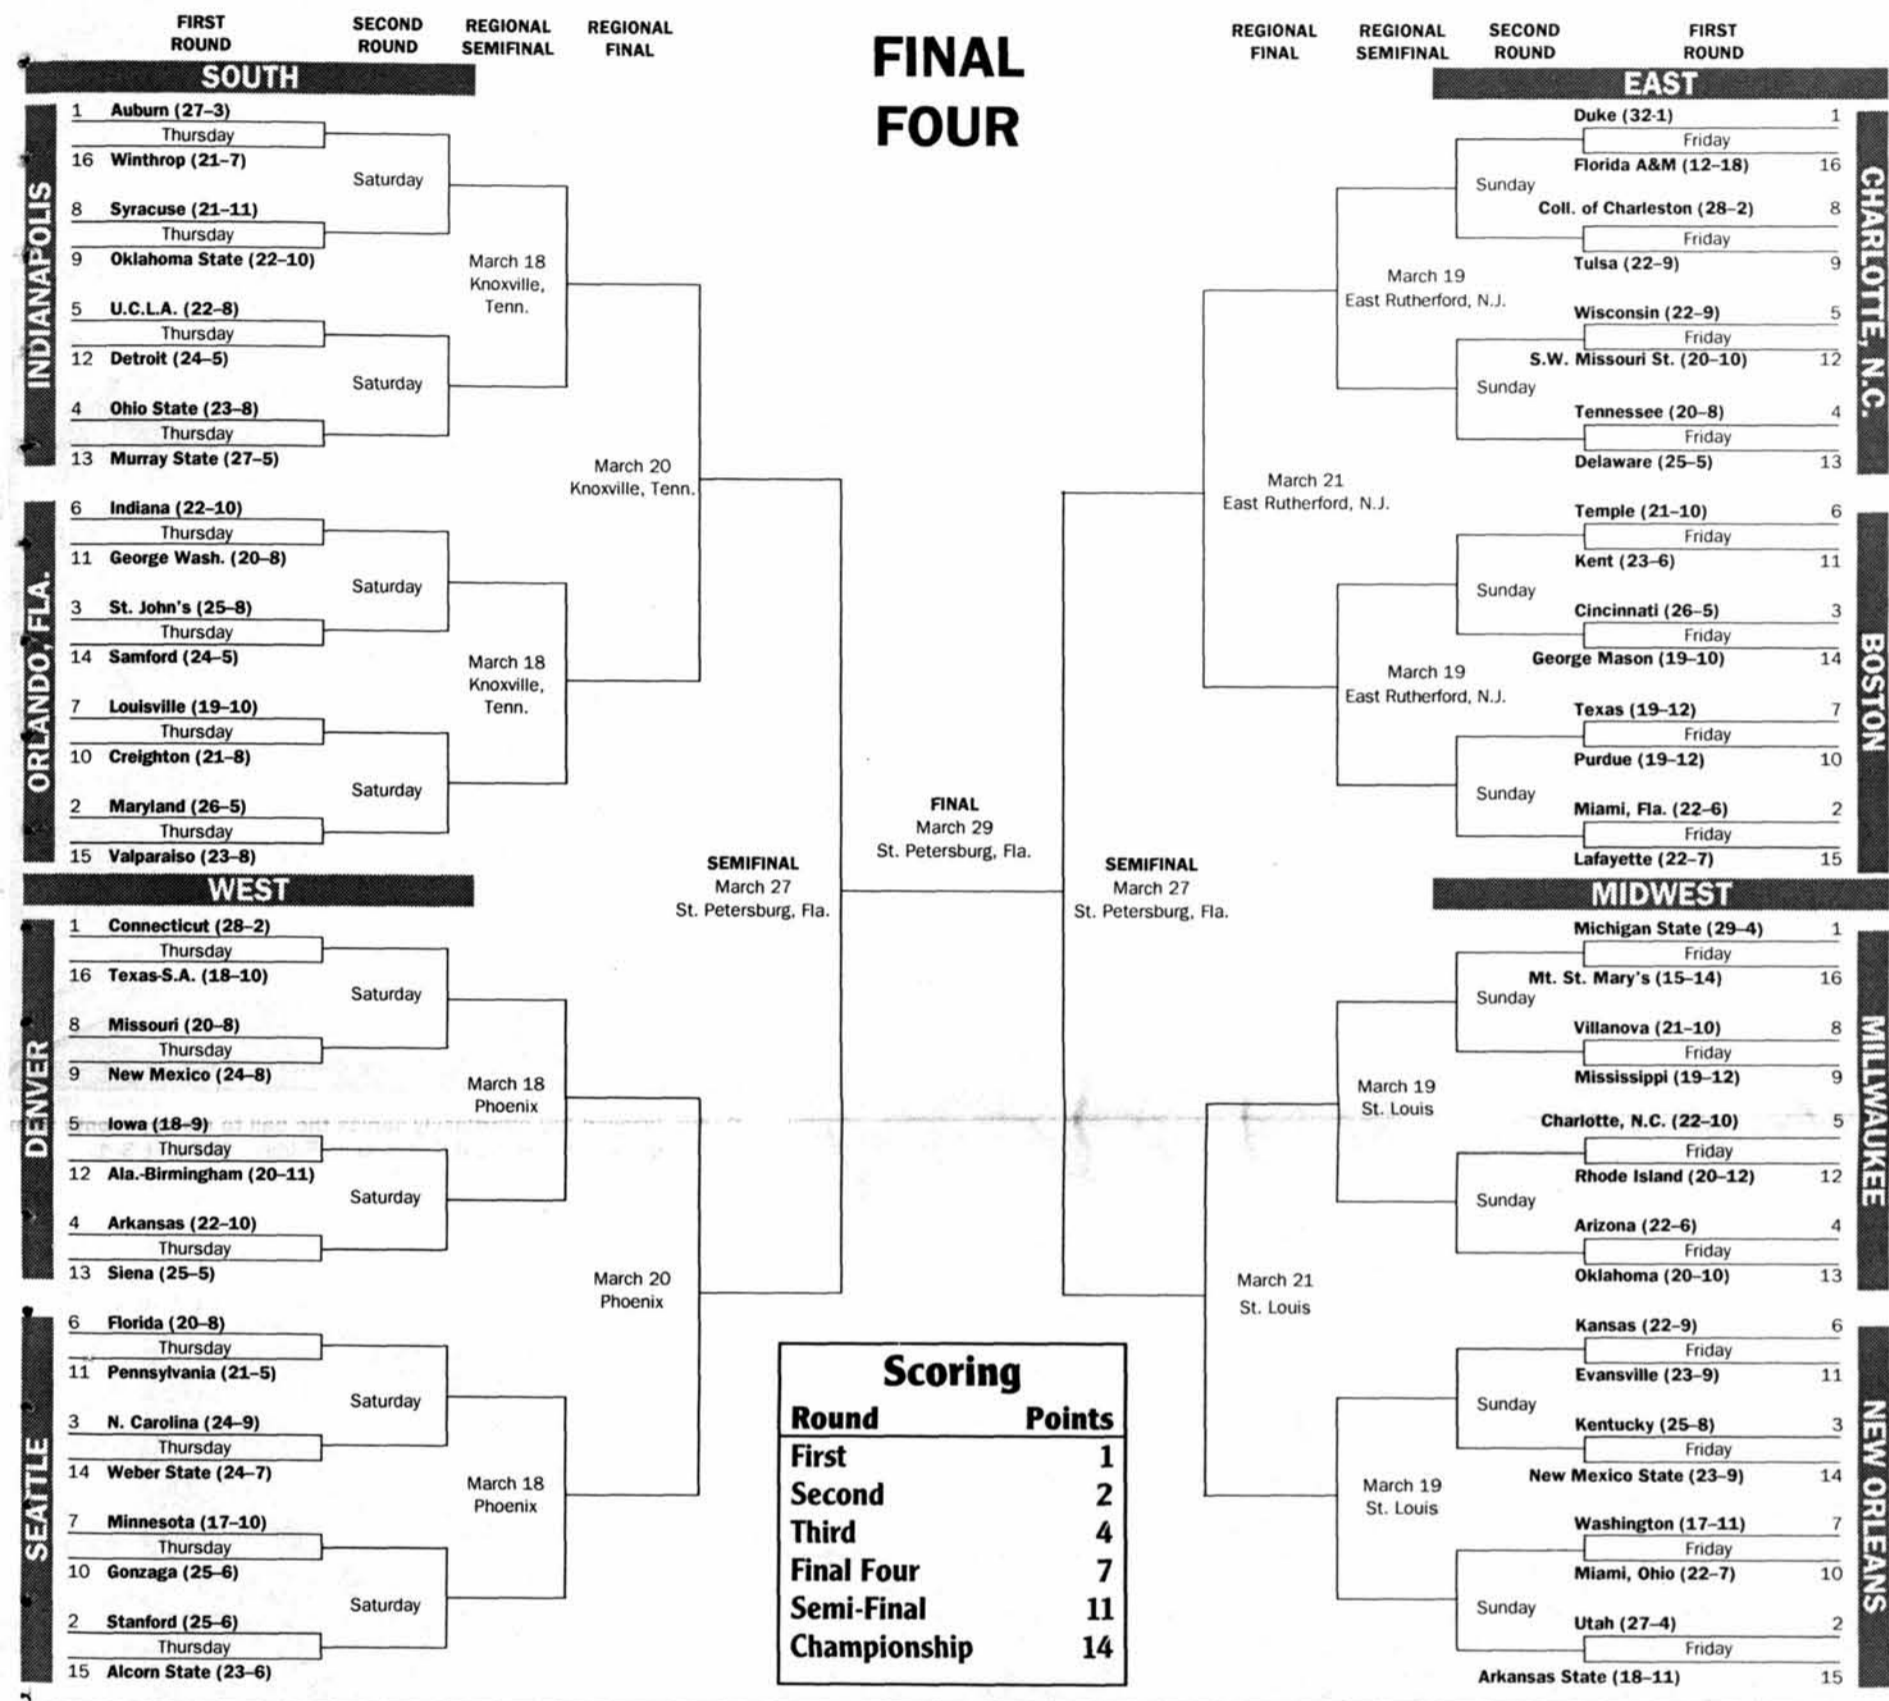 FIRST
ROUND
SECOND
ROUND
REGIONAL
SEMIFINAL
REGIONAL
FINAL
FINAL
FOUR
REGIONAL
FINAL
REGIONAL
SEMIFINAL
SECOND
ROUND
FIRST
ROUND
SOUTH
INDIANAPOLIS
1 Auburn (27–3)
Thursday
16 Winthrop (21–7)
Saturday
8 Syracuse (21–11)
Thursday
9 Oklahoma State (22–10)
March 18
Knoxville,
Tenn.
5 U.C.L.A. (22–8)
Thursday
12 Detroit (24–5)
Saturday
4 Ohio State (23–8)
Thursday
13 Murray State (27–5)
March 20
Knoxville, Tenn.
ORLANDO, FLA.
6 Indiana (22–10)
Thursday
11 George Wash. (20–8)
Saturday
3 St. John's (25–8)
Thursday
14 Samford (24–5)
March 18
Knoxville,
Tenn.
7 Louisville (19–10)
Thursday
10 Creighton (21–8)
Saturday
2 Maryland (26–5)
Thursday
15 Valparaiso (23–8)
WEST
DENVER
1 Connecticut (28–2)
Thursday
16 Texas-S.A. (18–10)
Saturday
8 Missouri (20–8)
Thursday
9 New Mexico (24–8)
March 18
Phoenix
5 Iowa (18–9)
Thursday
12 Ala.-Birmingham (20–11)
Saturday
4 Arkansas (22–10)
Thursday
13 Siena (25–5)
March 20
Phoenix
SEATTLE
6 Florida (20–8)
Thursday
11 Pennsylvania (21–5)
Saturday
3 N. Carolina (24–9)
Thursday
14 Weber State (24–7)
March 18
Phoenix
7 Minnesota (17–10)
Thursday
10 Gonzaga (25–6)
Saturday
2 Stanford (25–6)
Thursday
15 Alcorn State (23–6)
SEMIFINAL
March 27
St. Petersburg, Fla.
FINAL
March 29
St. Petersburg, Fla.
SEMIFINAL
March 27
St. Petersburg, Fla.
EAST
CHARLOTTE, N.C.
Duke (32-1) 1
Friday
Florida A&M (12–18) 16
Sunday
Coll. of Charleston (28–2) 8
Friday
Tulsa (22–9) 9
March 19
East Rutherford, N.J.
Wisconsin (22–9) 5
Friday
S.W. Missouri St. (20–10) 12
Sunday
Tennessee (20–8) 4
Friday
Delaware (25–5) 13
March 21
East Rutherford, N.J.
BOSTON
Temple (21–10) 6
Friday
Kent (23–6) 11
Sunday
Cincinnati (26–5) 3
Friday
George Mason (19–10) 14
March 19
East Rutherford, N.J.
Texas (19–12) 7
Friday
Purdue (19–12) 10
Sunday
Miami, Fla. (22–6) 2
Friday
Lafayette (22–7) 15
MIDWEST
MILWAUKEE
Michigan State (29–4) 1
Friday
Mt. St. Mary's (15–14) 16
Sunday
Villanova (21–10) 8
Friday
Mississippi (19–12) 9
March 19
St. Louis
Charlotte, N.C. (22–10) 5
Friday
Rhode Island (20–12) 12
Sunday
Arizona (22–6) 4
Friday
Oklahoma (20–10) 13
March 21
St. Louis
NEW ORLEANS
Kansas (22–9) 6
Friday
Evansville (23–9) 11
Sunday
Kentucky (25–8) 3
Friday
New Mexico State (23–9) 14
March 19
St. Louis
Washington (17–11) 7
Friday
Miami, Ohio (22–7) 10
Sunday
Utah (27–4) 2
Friday
Arkansas State (18–11) 15
Scoring
Round Points
First 1
Second 2
Third 4
Final Four 7
Semi-Final 11
Championship 14